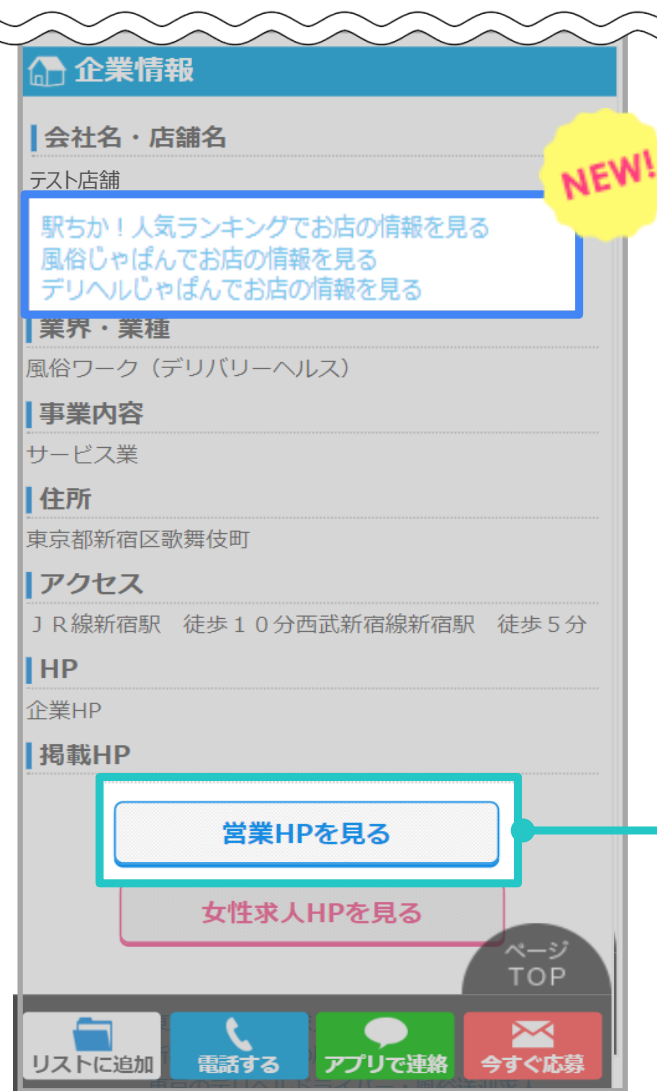 企業情報
NEW!
会社名・店舗名
テスト店舗
駅ちか！人気ランキングでお店の情報を見る
風俗じゃぱんでお店の情報を見る
デリヘルじゃぱんでお店の情報を見る
業界・業種
風俗ワーク（デリバリーヘルス）
事業内容
サービス業
住所
東京都新宿区歌舞伎町
アクセス
ＪＲ線新宿駅　徒歩１０分西武新宿線新宿駅　徒歩５分
HP
企業HP
掲載HP
営業HPを見る
女性求人HPを見る
ページ
TOP
リストに追加
電話する
アプリで連絡
今すぐ応募